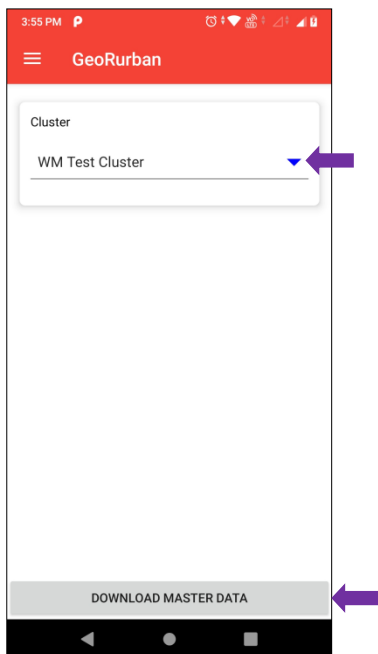 3:55 PM
GeoRurban
Cluster
WM Test Cluster
DOWNLOAD MASTER DATA